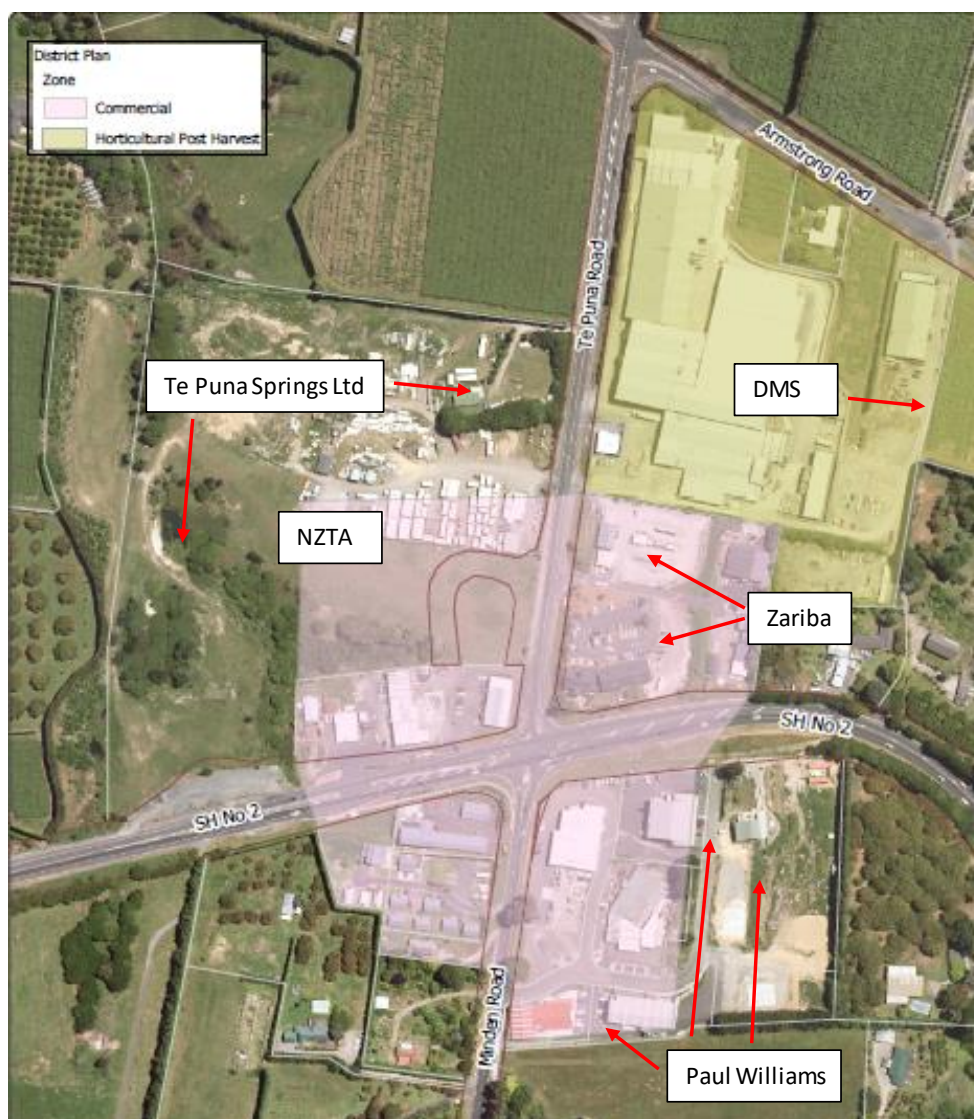 District Plan
Zone
Commercial
Horticultural Post Harvest
Armstrong Road
Te Puna Road
Te Puna Springs Ltd
DMS
NZTA
Zariba
SH No 2
SH No 2
Minden Road
Paul Williams